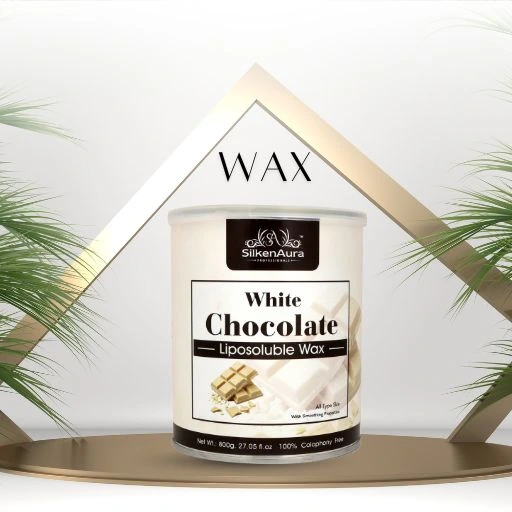 WAX
SA
SilkenAura
PROFESSIONALS
White
Chocolate
Liposoluble Wax
All Type Skin
With Smoothing Properties
Net Wt.: 800g. 27.05 fl.oz 100% Colophony Free